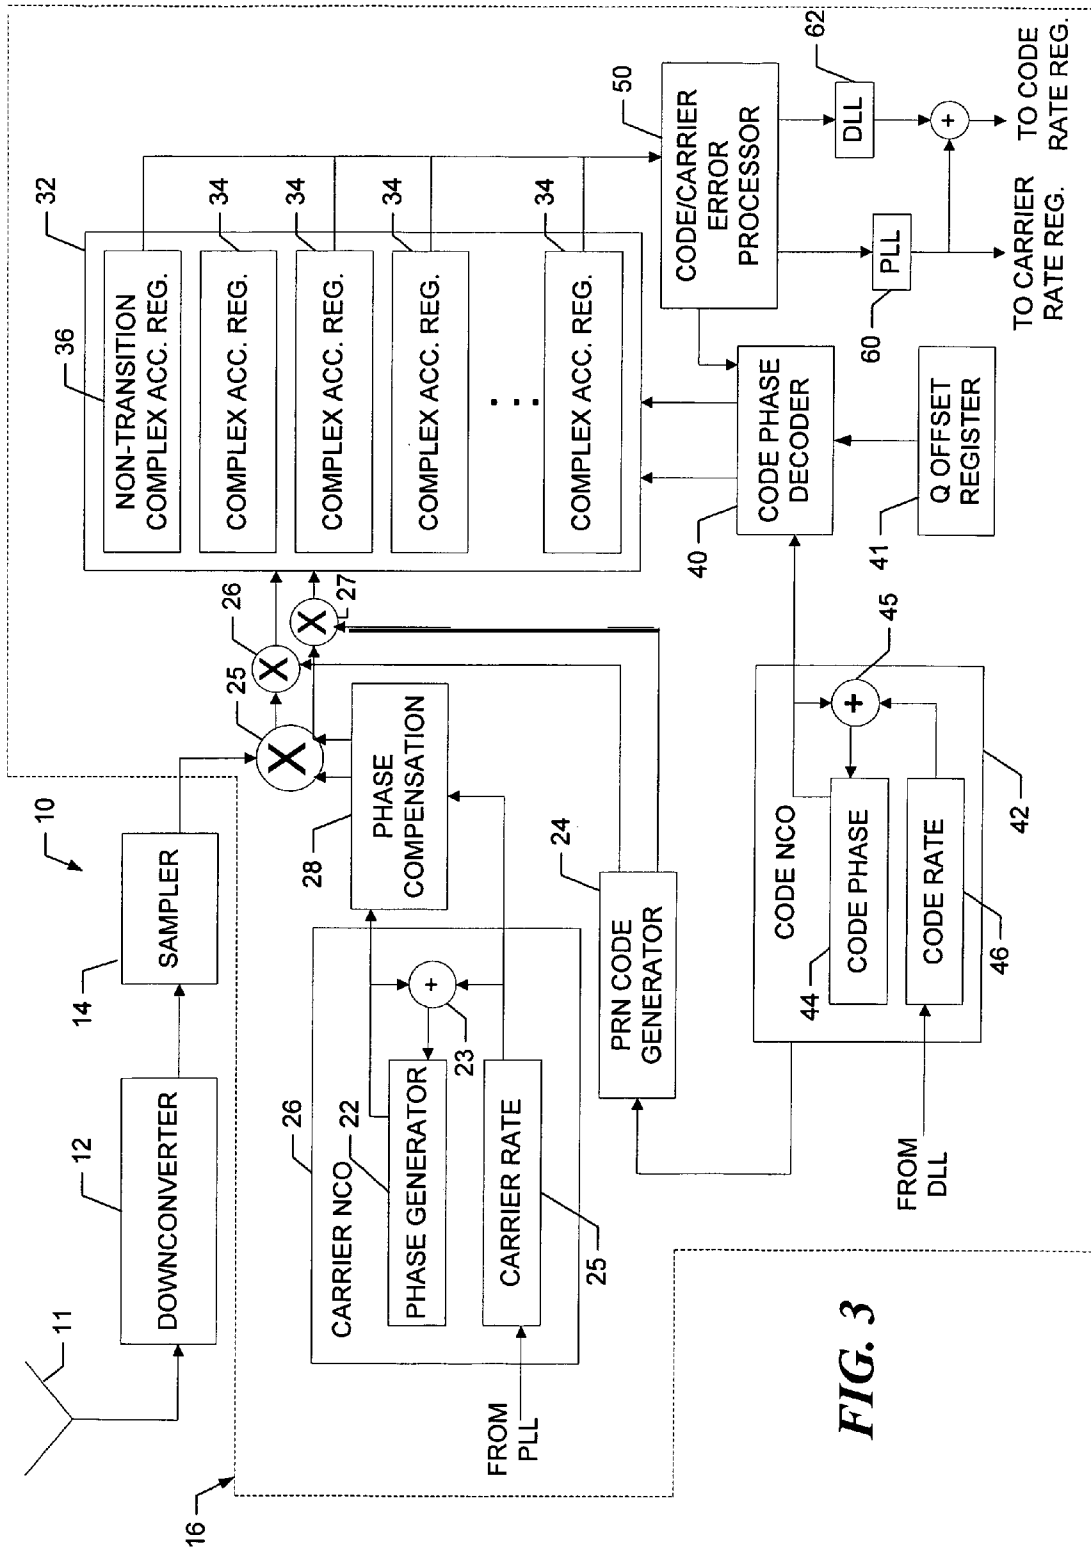 10
11
12
DOWNCONVERTER
14
SAMPLER
16
25
26
27
32
36
NON-TRANSITION
COMPLEX ACC. REG.
34
COMPLEX ACC. REG.
34
COMPLEX ACC. REG.
34
COMPLEX ACC. REG.
. . .
34
COMPLEX ACC. REG.
X
X
X
+
28
PHASE
COMPENSATION
26
CARRIER NCO
22
PHASE GENERATOR
23
CARRIER RATE
25
FROM
PLL
24
PRN CODE
GENERATOR
50
CODE/CARRIER
ERROR
PROCESSOR
40
CODE PHASE
DECODER
41
Q OFFSET
REGISTER
60
PLL
62
DLL
+
TO CARRIER
RATE REG.
TO CODE
RATE REG.
CODE NCO
45
+
44
CODE PHASE
42
CODE RATE
46
FROM
DLL
FIG. 3